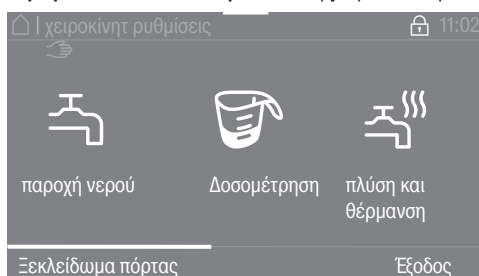 | χειροκίνητ ρυθμίσεις 11:02
παροχή νερού Δοσομέτρηση πλύση και
θέρμανση
Ξεκλείδωμα πόρτας Έξοδος